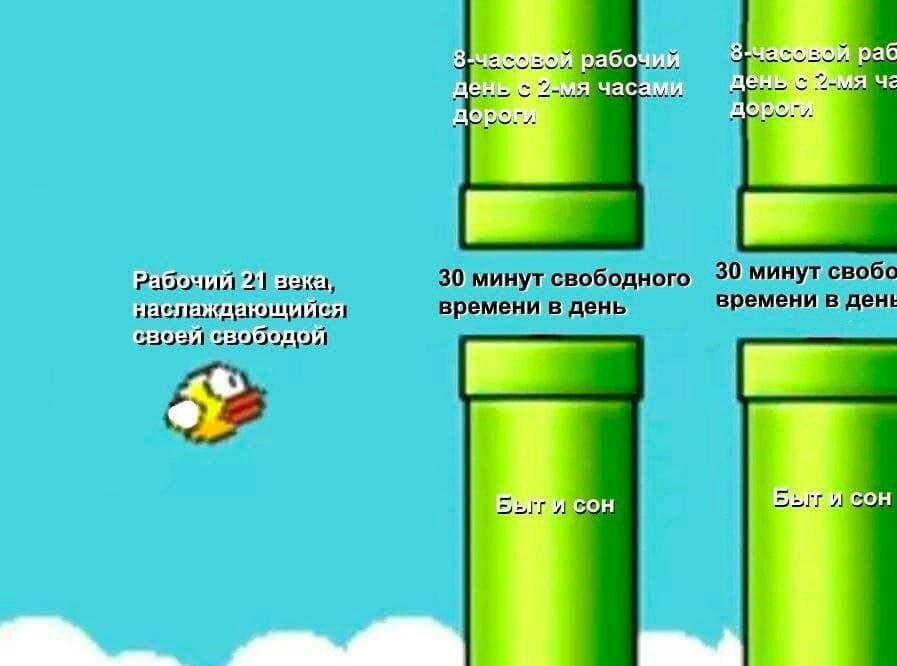 8-часовой рабочий
день с 2-мя часами
дороги
8-часовой раб
день с 2-мя ча
дороги
Рабочий 21 века,
наслаждающийся
своей свободой
30 минут свободного
времени в день
30 минут свобо
времени в день
Быт и сон
Быт и сон